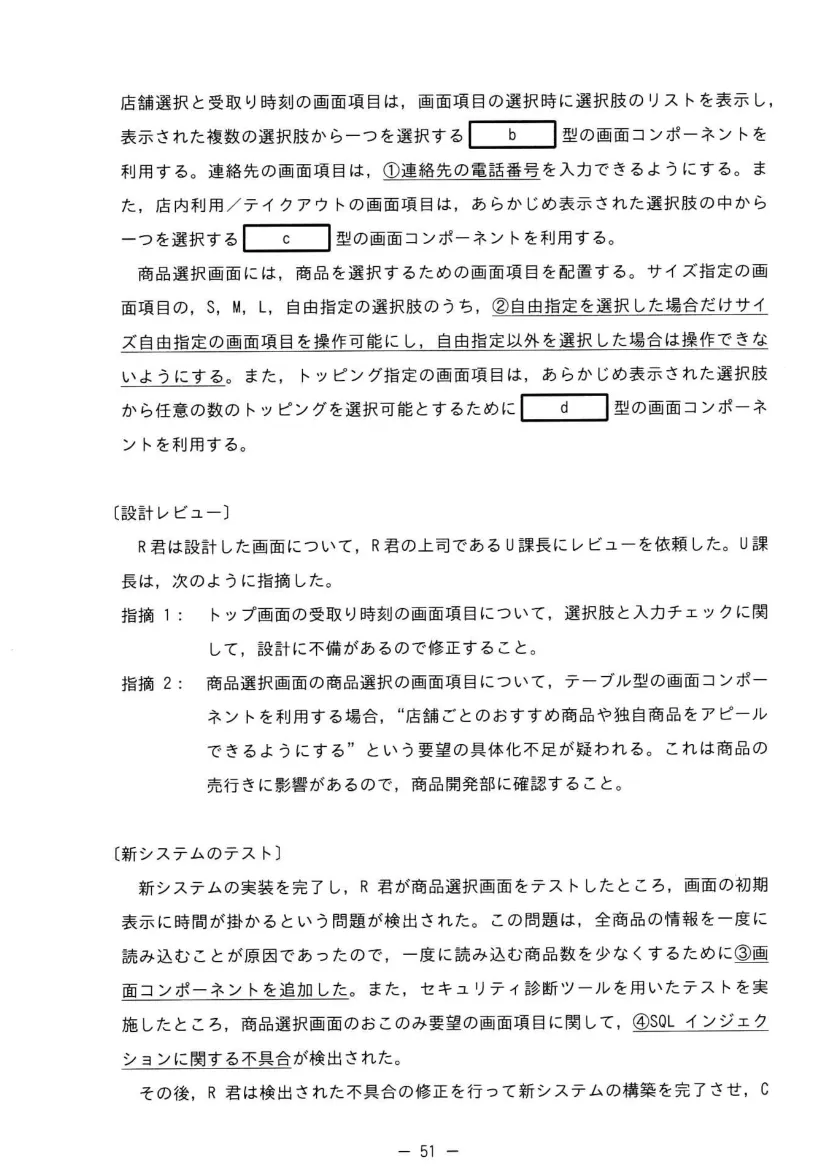 店舗選択と受取り時刻の画面項目は，画面項目の選択時に選択肢のリストを表示し，
表示された複数の選択肢から一つを選択する b 型の画面コンポーネントを
利用する。連絡先の画面項目は，①連絡先の電話番号を入力できるようにする。ま
た，店内利用／テイクアウトの画面項目は，あらかじめ表示された選択肢の中から
一つを選択する c 型の画面コンポーネントを利用する。
商品選択画面には，商品を選択するための画面項目を配置する。サイズ指定の画
面項目の，S，M，L，自由指定の選択肢のうち，②自由指定を選択した場合だけサイ
ズ自由指定の画面項目を操作可能にし，自由指定以外を選択した場合は操作できな
いようにする。また，トッピング指定の画面項目は，あらかじめ表示された選択肢
から任意の数のトッピングを選択可能とするために d 型の画面コンポーネ
ントを利用する。
〔設計レビュー〕
R君は設計した画面について，R君の上司であるU課長にレビューを依頼した。U課
長は，次のように指摘した。
指摘 1： トップ画面の受取り時刻の画面項目について，選択肢と入力チェックに関
して，設計に不備があるので修正すること。
指摘 2： 商品選択画面の商品選択の画面項目について，テーブル型の画面コンポー
ネントを利用する場合，“店舗ごとのおすすめ商品や独自商品をアピール
できるようにする”という要望の具体化不足が疑われる。これは商品の
売行きに影響があるので，商品開発部に確認すること。
〔新システムのテスト〕
新システムの実装を完了し，R 君が商品選択画面をテストしたところ，画面の初期
表示に時間が掛かるという問題が検出された。この問題は，全商品の情報を一度に
読み込むことが原因であったので，一度に読み込む商品数を少なくするために③画
面コンポーネントを追加した。また，セキュリティ診断ツールを用いたテストを実
施したところ，商品選択画面のおこのみ要望の画面項目に関して，④SQL インジェク
ションに関する不具合が検出された。
その後，R 君は検出された不具合の修正を行って新システムの構築を完了させ，C
— 51 —